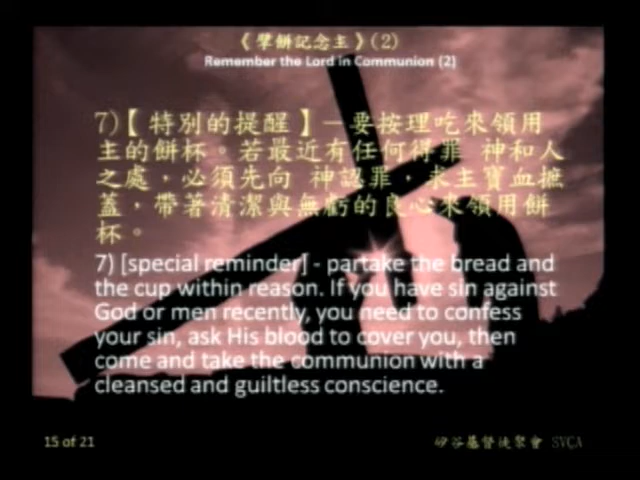 《擘餅記念主》(2)
Remember the Lord in Communion (2)
7)【特別的提醒】－要按理吃來領用
主的餅杯。若最近有任何得罪 神和人
之處，必須先向 神認罪，求主寶血撫
蓋，帶著清潔與無虧的良心來領用餅
杯。
7) [special reminder] - partake the bread and
the cup within reason. If you have sin against
God or men recently, you need to confess
your sin, ask His blood to cover you, then
come and take the communion with a
cleansed and guiltless conscience.
15 of 21
矽谷基督徒聚會 SVCA